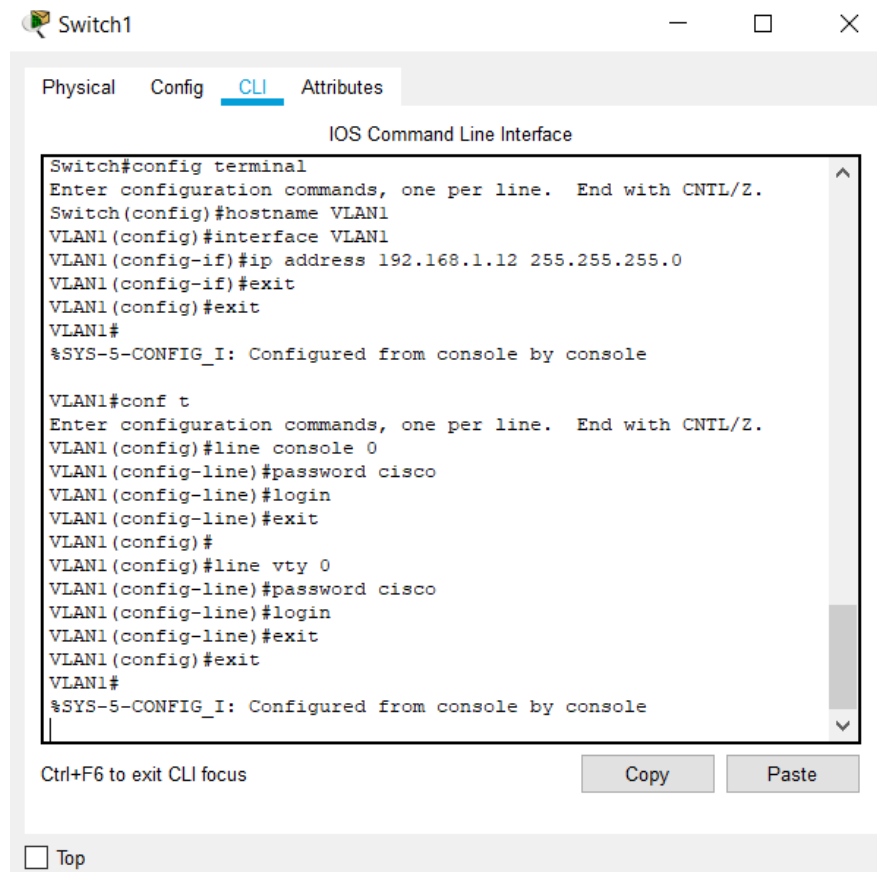 Switch1
Physical Config CLI Attributes
IOS Command Line Interface
Switch#config terminal
Enter configuration commands, one per line.  End with CNTL/Z.
Switch(config)#hostname VLAN1
VLAN1(config)#interface VLAN1
VLAN1(config-if)#ip address 192.168.1.12 255.255.255.0
VLAN1(config-if)#exit
VLAN1(config)#exit
VLAN1#
%SYS-5-CONFIG_I: Configured from console by console
VLAN1#conf t
Enter configuration commands, one per line.  End with CNTL/Z.
VLAN1(config)#line console 0
VLAN1(config-line)#password cisco
VLAN1(config-line)#login
VLAN1(config-line)#exit
VLAN1(config)#
VLAN1(config)#line vty 0
VLAN1(config-line)#password cisco
VLAN1(config-line)#login
VLAN1(config-line)#exit
VLAN1(config)#exit
VLAN1#
%SYS-5-CONFIG_I: Configured from console by console
Ctrl+F6 to exit CLI focus Copy Paste
Top